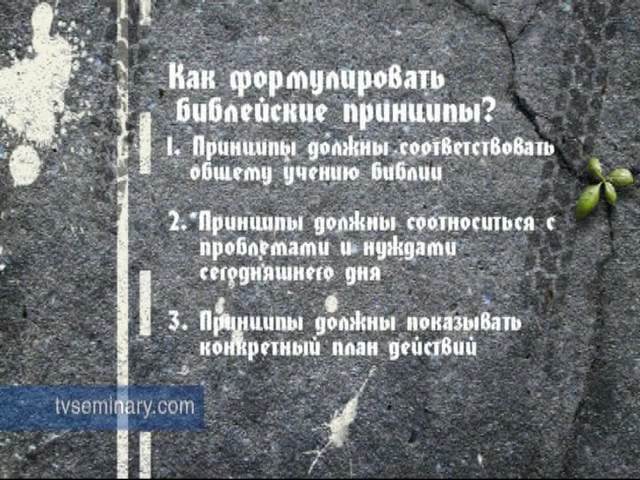 Как формулировать
библейские принципы?
1. Принципы должны соответствовать
общему учению библии
2. Принципы должны соотноситься с
проблемами и нуждами
сегодняшнего дня
3. Принципы должны показывать
конкретный план действий
tvseminary.com